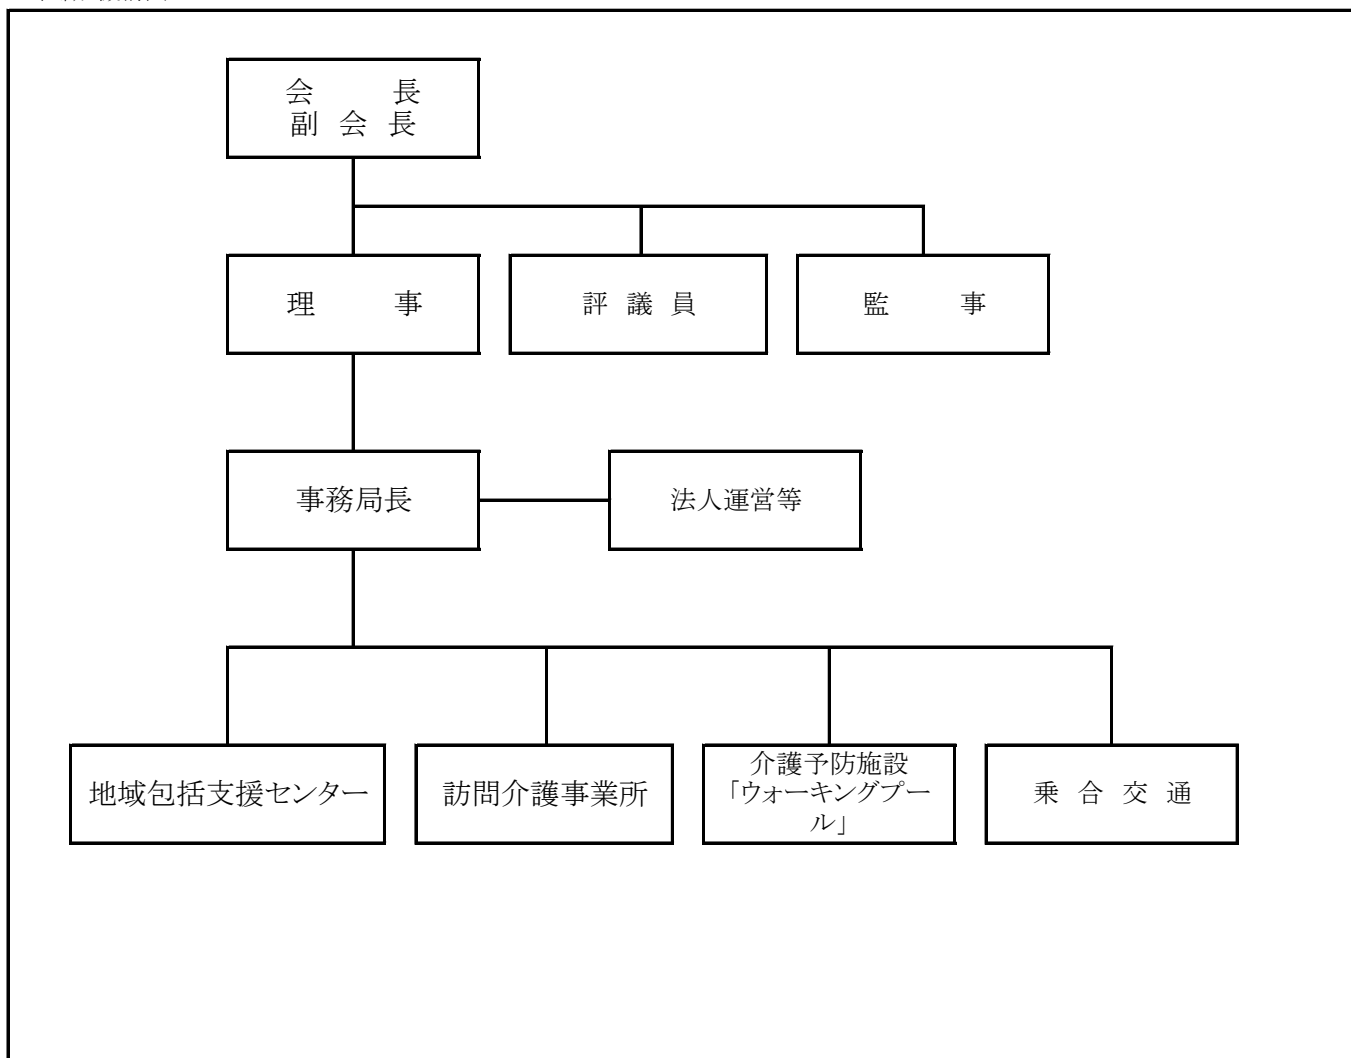 会　　長
副 会 長
理　　事
評 議 員
監　　事
事務局長
法人運営等
地域包括支援センター
訪問介護事業所
介護予防施設
「ウォーキングプー
ル」
乗 合 交 通